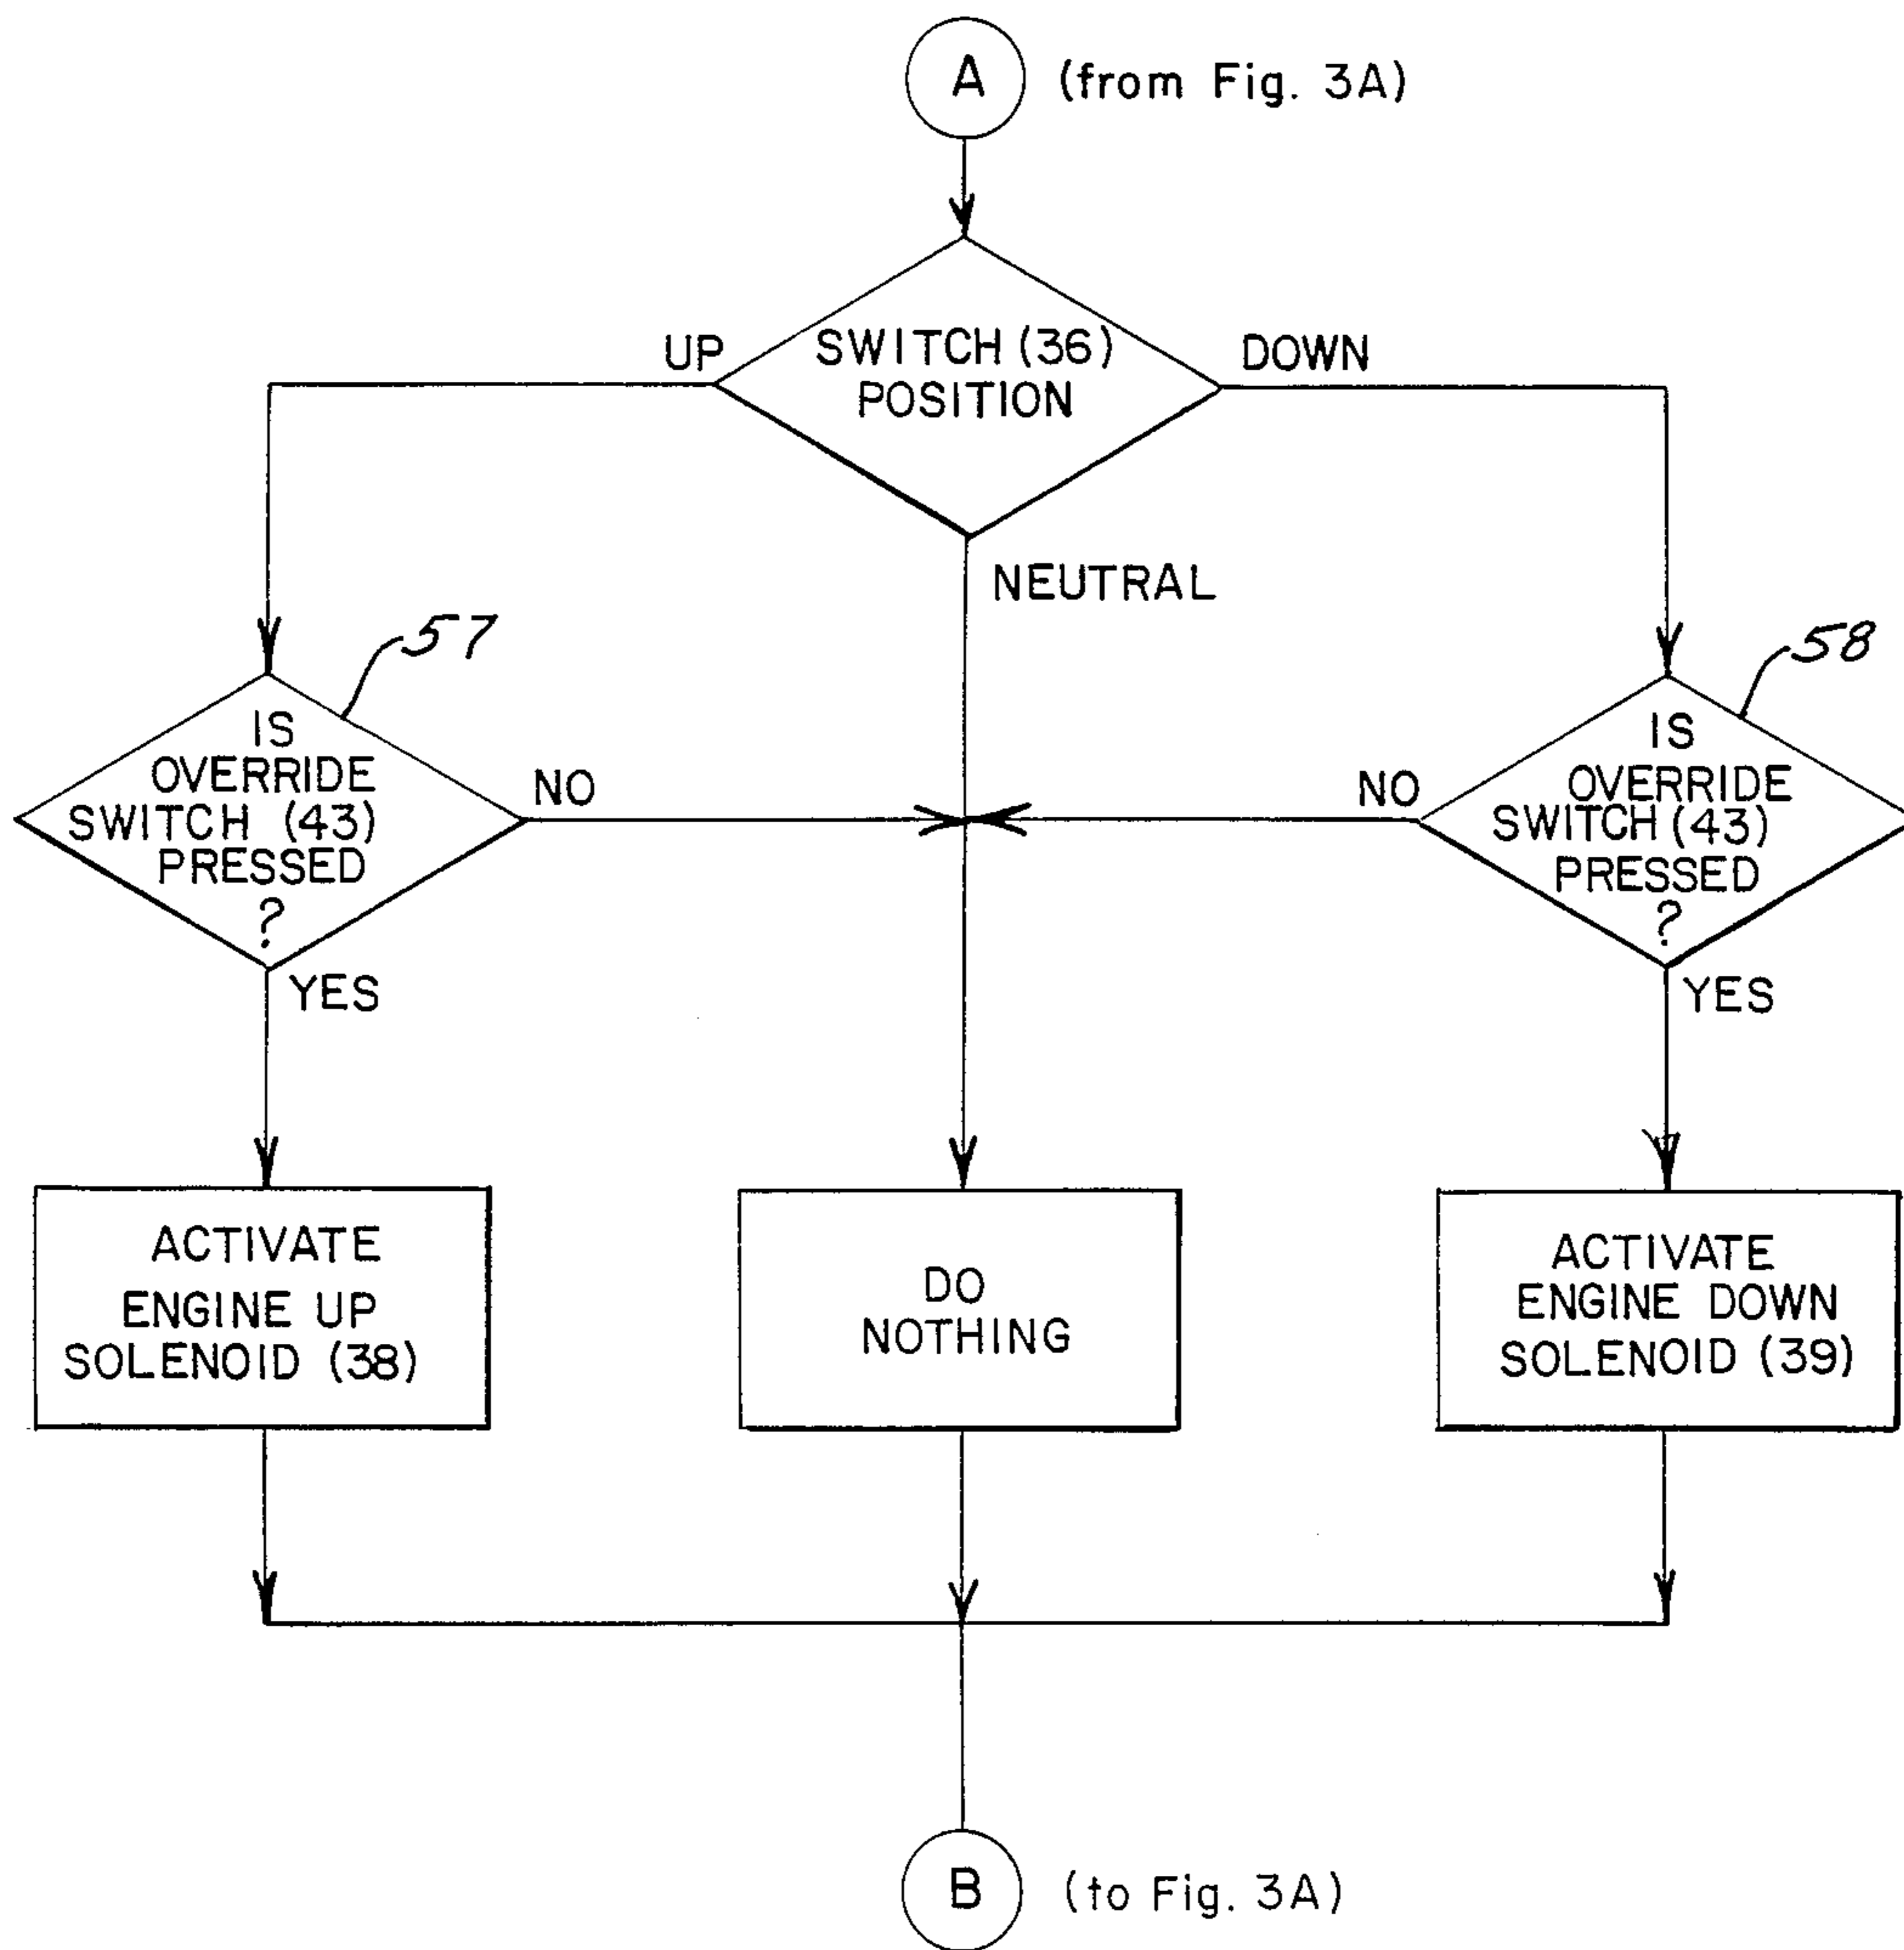 A (from Fig. 3A)
SWITCH (36)
POSITION
UP
DOWN
NEUTRAL
57
58
IS
OVERRIDE
SWITCH (43)
PRESSED
?
NO
YES
IS
OVERRIDE
SWITCH (43)
PRESSED
?
NO
YES
ACTIVATE
ENGINE UP
SOLENOID (38)
DO
NOTHING
ACTIVATE
ENGINE DOWN
SOLENOID (39)
B (to Fig. 3A)